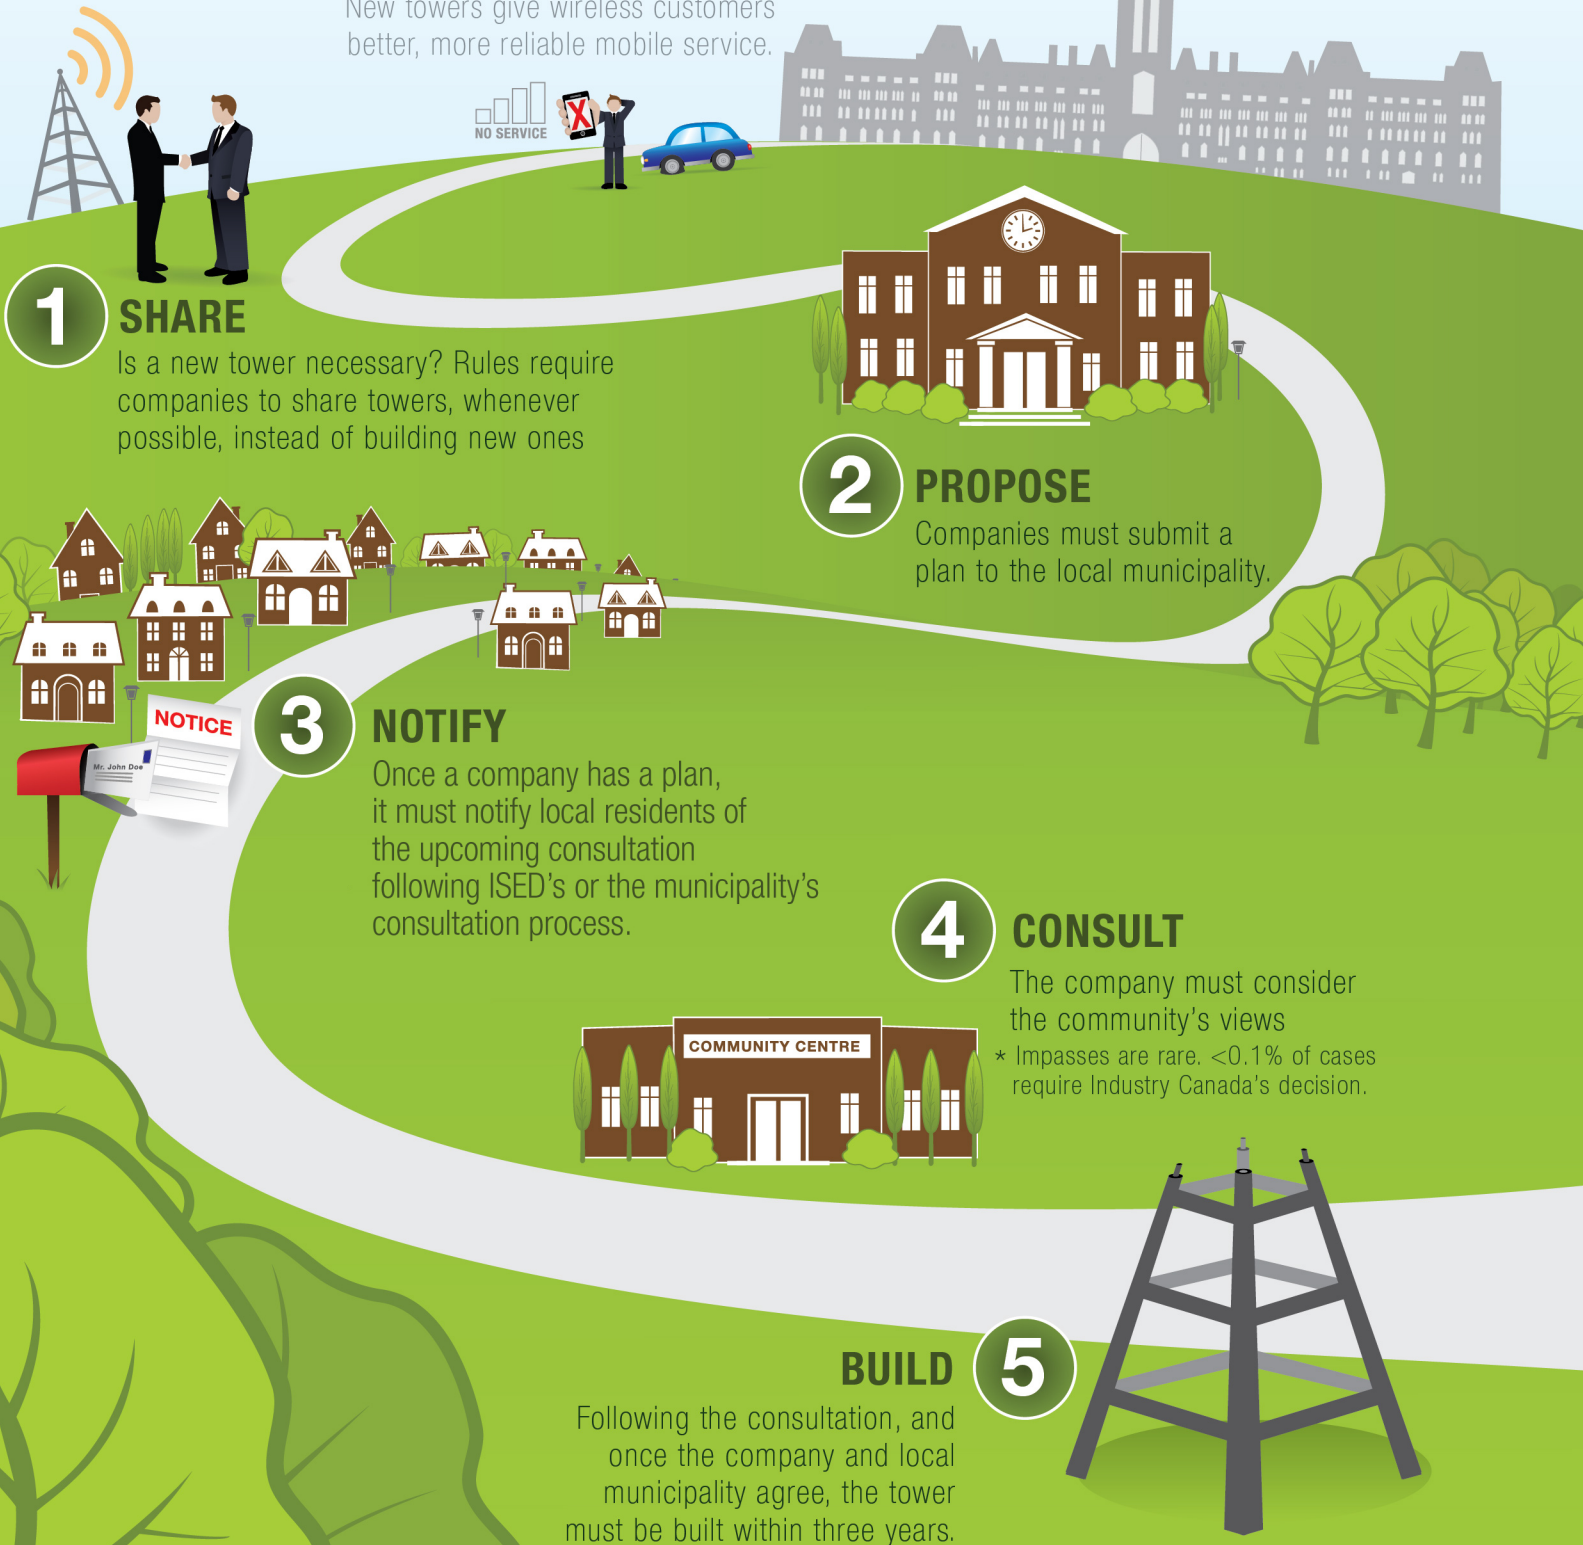 New towers give wireless customers
better, more reliable mobile service.
NO SERVICE
X
1
SHARE
Is a new tower necessary? Rules require
companies to share towers, whenever
possible, instead of building new ones
2
PROPOSE
Companies must submit a
plan to the local municipality.
NOTICE
Mr. John Doe
3
NOTIFY
Once a company has a plan,
it must notify local residents of
the upcoming consultation
following ISED's or the municipality's
consultation process.
4
CONSULT
The company must consider
the community's views
* Impasses are rare. <0.1% of cases
require Industry Canada's decision.
COMMUNITY CENTRE
BUILD
5
Following the consultation, and
once the company and local
municipality agree, the tower
must be built within three years.